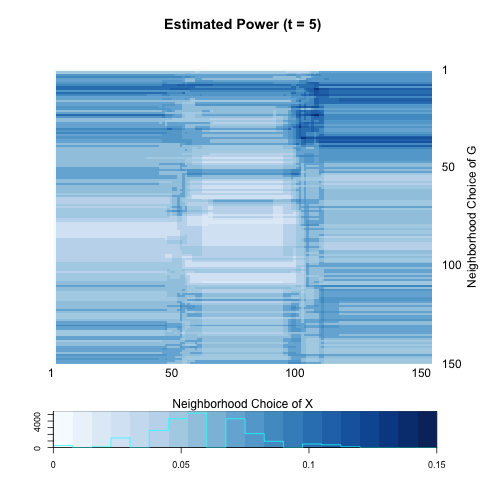 Estimated Power (t = 5)
1
50
100
150
Neighborhood Choice of G
1 50 100 150
Neighborhood Choice of X
0 4000
0 0.05 0.1 0.15